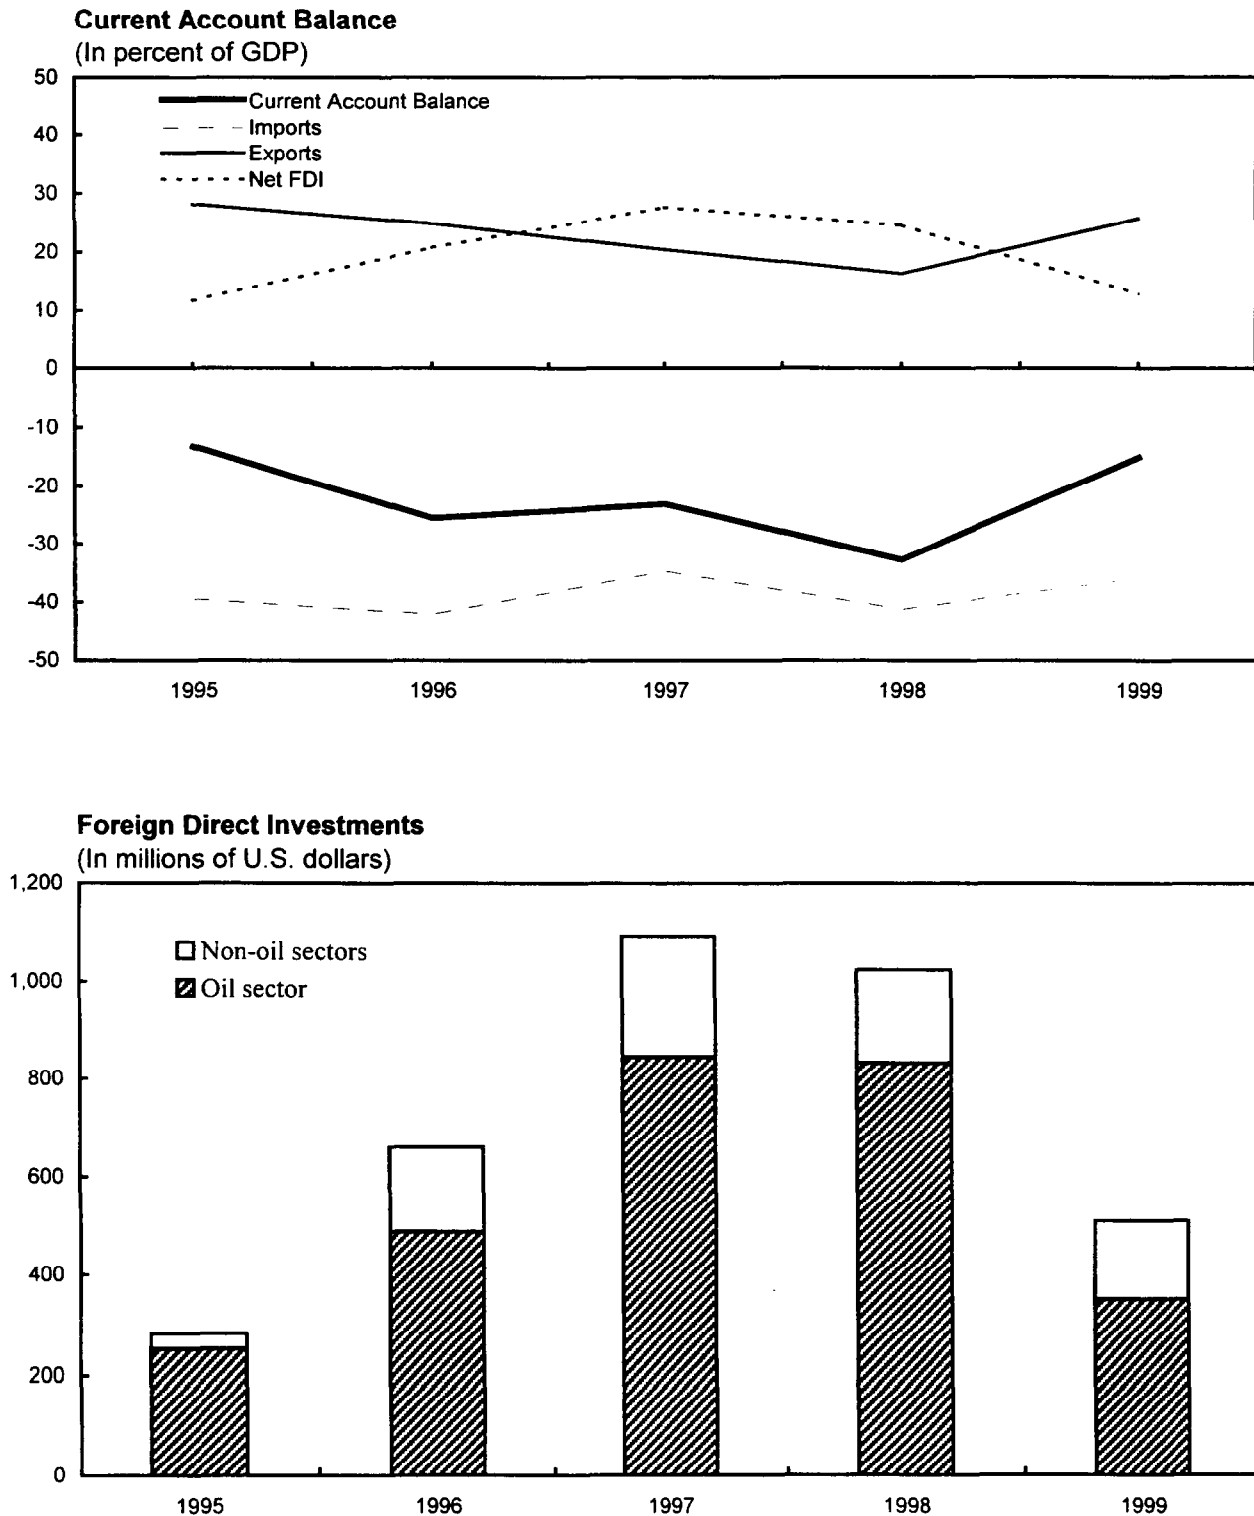 Current Account Balance
(In percent of GDP)
50
Current Account Balance
40
Imports
Exports
30
Net FDI
20
10
0
-10
-20
-30
-40
-50
1995 1996 1997 1998 1999
Foreign Direct Investments
(In millions of U.S. dollars)
1,200
Non-oil sectors
1,000
Oil sector
800
600
400
200
0
1995 1996 1997 1998 1999